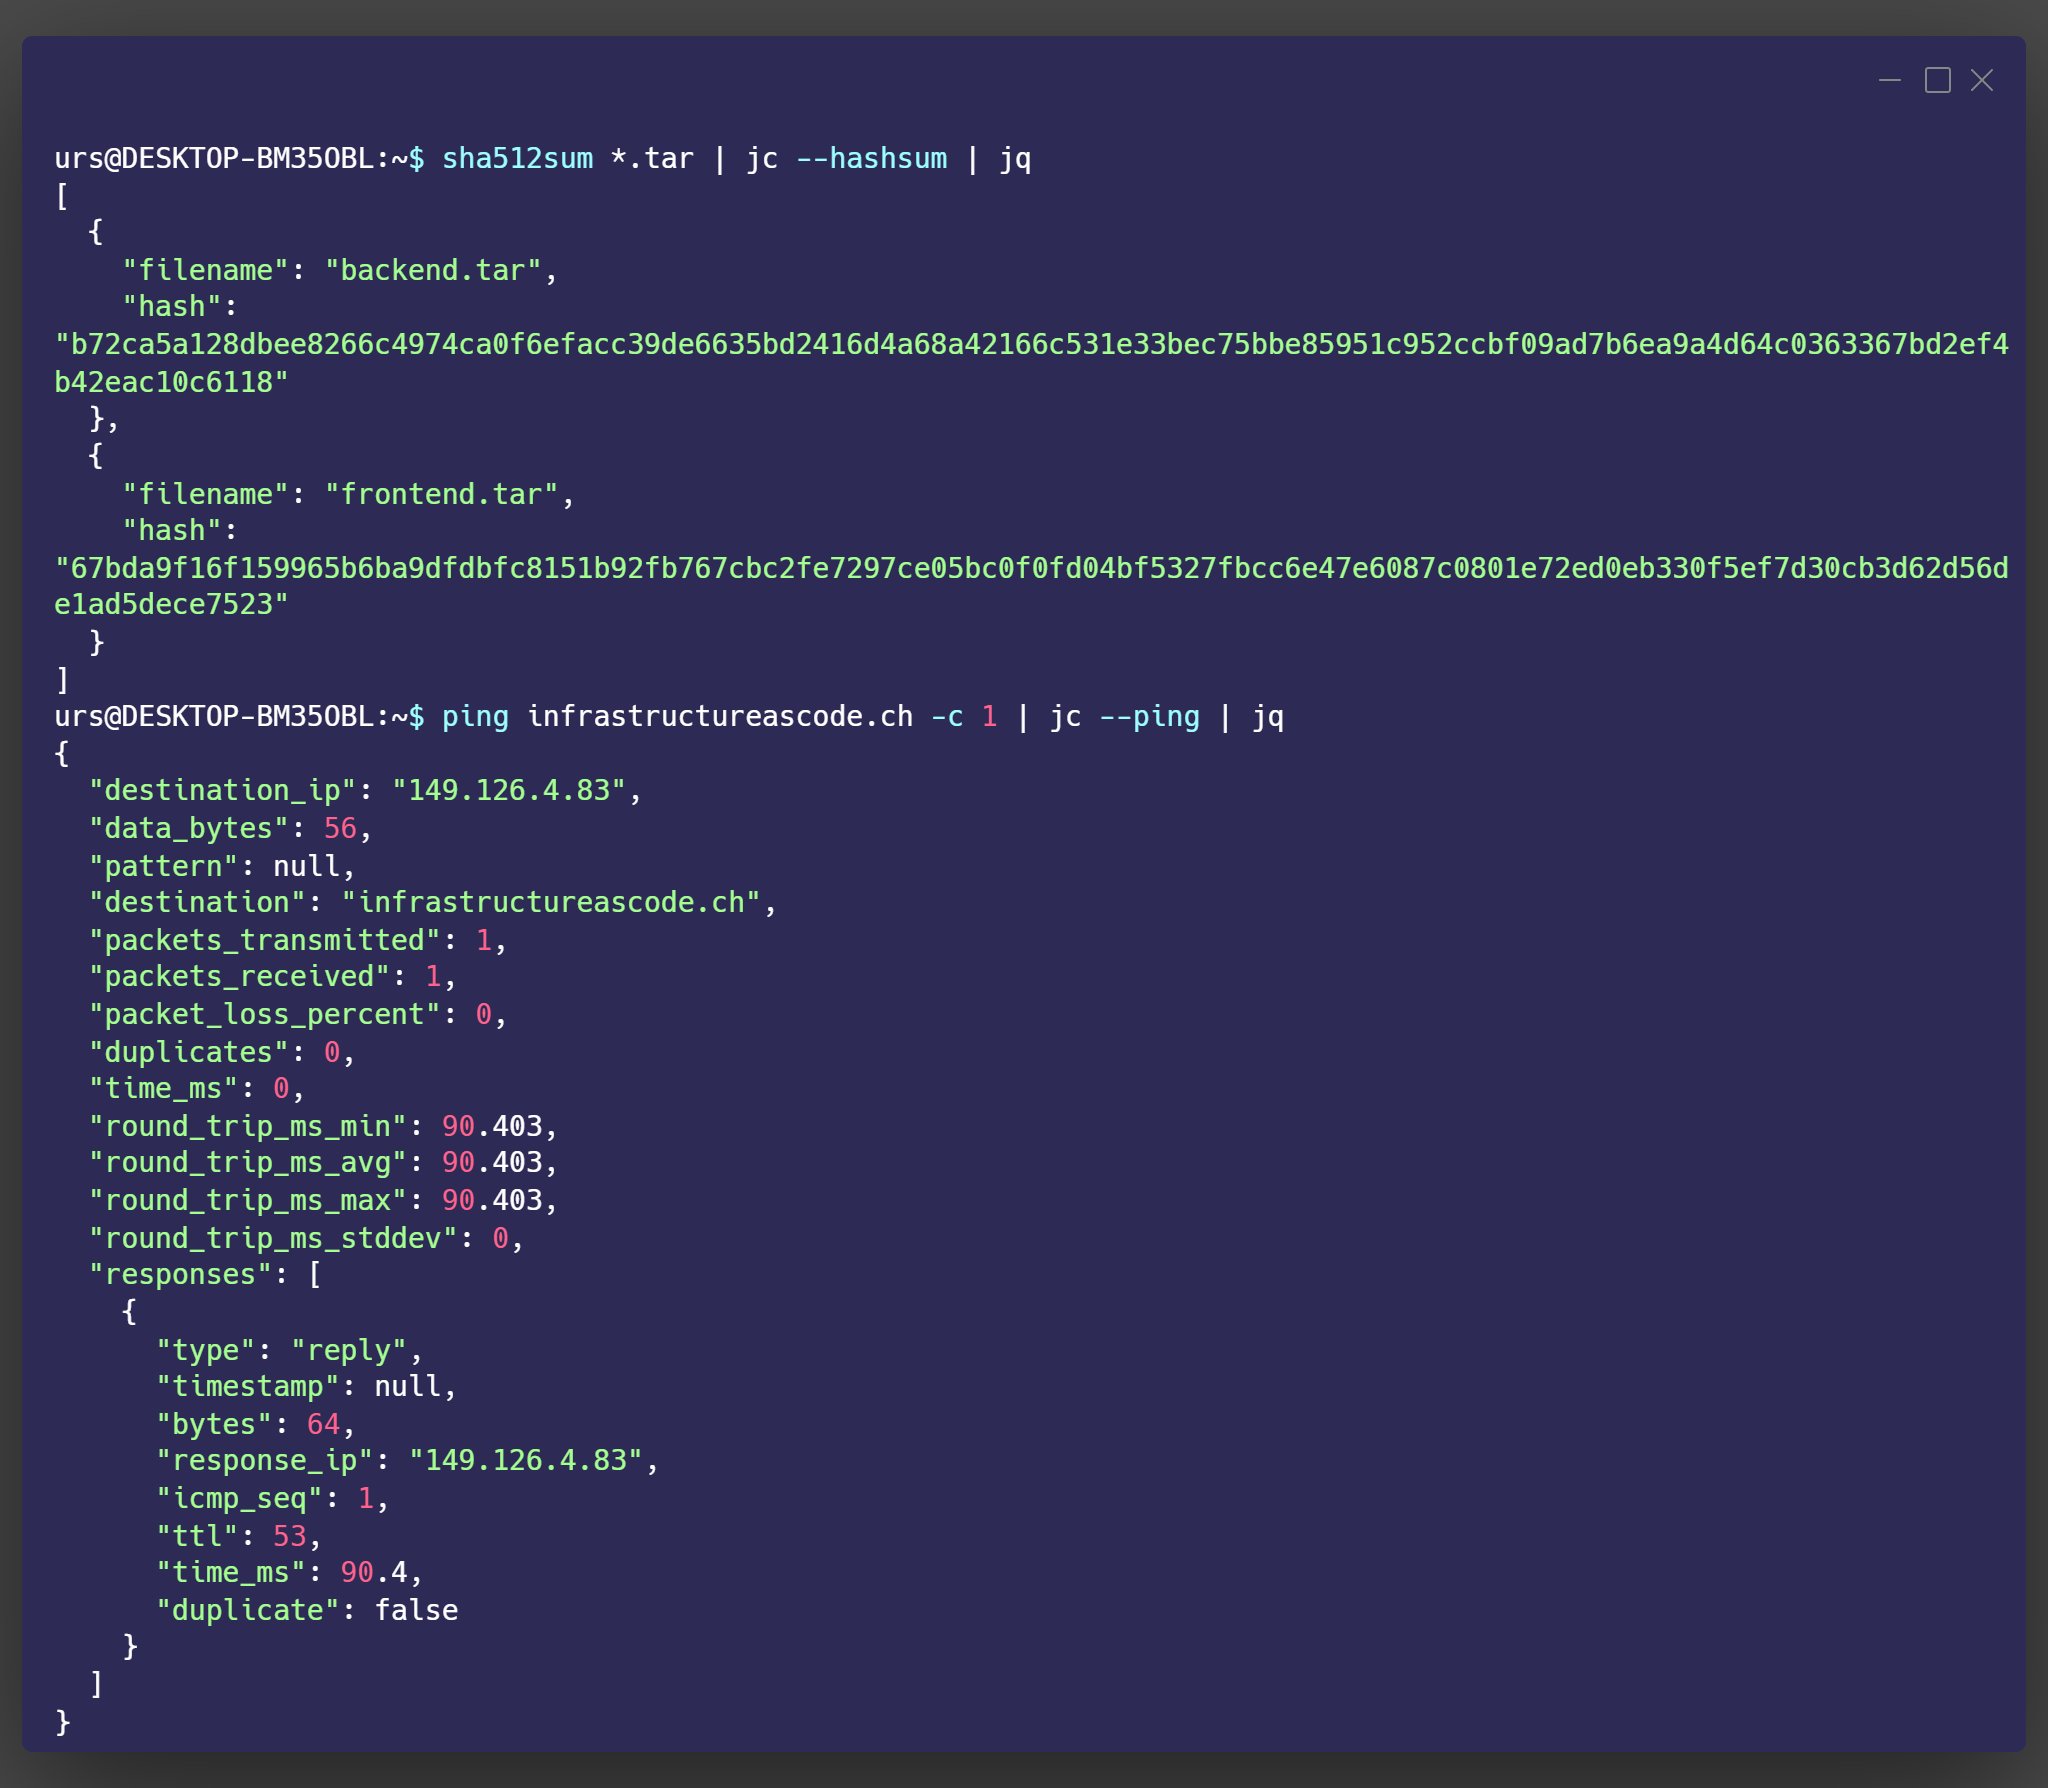 urs@DESKTOP-BM35OBL:~$ sha512sum *.tar | jc --hashsum | jq
[
  {
    "filename": "backend.tar",
    "hash":
"b72ca5a128dbee8266c4974ca0f6efacc39de6635bd2416d4a68a42166c531e33bec75bbe85951c952ccbf09ad7b6ea9a4d64c0363367bd2ef4
b42eac10c6118"
  },
  {
    "filename": "frontend.tar",
    "hash":
"67bda9f16f159965b6ba9dfdbfc8151b92fb767cbc2fe7297ce05bc0f0fd04bf5327fbcc6e47e6087c0801e72ed0eb330f5ef7d30cb3d62d56d
e1ad5dece7523"
  }
]
urs@DESKTOP-BM35OBL:~$ ping infrastructureascode.ch -c 1 | jc --ping | jq
{
  "destination_ip": "149.126.4.83",
  "data_bytes": 56,
  "pattern": null,
  "destination": "infrastructureascode.ch",
  "packets_transmitted": 1,
  "packets_received": 1,
  "packet_loss_percent": 0,
  "duplicates": 0,
  "time_ms": 0,
  "round_trip_ms_min": 90.403,
  "round_trip_ms_avg": 90.403,
  "round_trip_ms_max": 90.403,
  "round_trip_ms_stddev": 0,
  "responses": [
    {
      "type": "reply",
      "timestamp": null,
      "bytes": 64,
      "response_ip": "149.126.4.83",
      "icmp_seq": 1,
      "ttl": 53,
      "time_ms": 90.4,
      "duplicate": false
    }
  ]
}